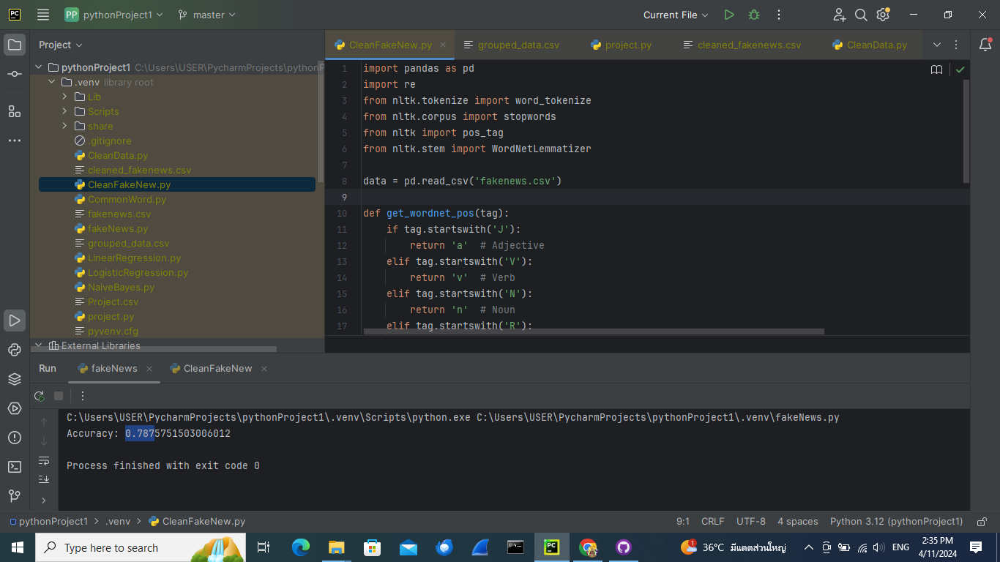 PC
PP pythonProject1
master
Current File
Project
pythonProject1 C:\Users\USER\PycharmProjects\pythonP
.venv library root
Lib
Scripts
share
.gitignore
CleanData.py
cleaned_fakenews.csv
CleanFakeNew.py
CommonWord.py
fakenews.csv
fakeNews.py
grouped_data.csv
LinearRegression.py
LogisticRegression.py
NaiveBayes.py
Project.csv
project.py
pyvenv.cfg
External Libraries
CleanFakeNew.py
grouped_data.csv
project.py
cleaned_fakenews.csv
CleanData.py
1 import pandas as pd
2 import re
3 from nltk.tokenize import word_tokenize
4 from nltk.corpus import stopwords
5 from nltk import pos_tag
6 from nltk.stem import WordNetLemmatizer
7
8 data = pd.read_csv('fakenews.csv')
9
10 def get_wordnet_pos(tag):
11 if tag.startswith('J'):
12 return 'a' # Adjective
13 elif tag.startswith('V'):
14 return 'v' # Verb
15 elif tag.startswith('N'):
16 return 'n' # Noun
17 elif tag.startswith('R'):
Run
fakeNews
CleanFakeNew
C:\Users\USER\PycharmProjects\pythonProject1\.venv\Scripts\python.exe C:\Users\USER\PycharmProjects\pythonProject1\.venv\fakeNews.py
Accuracy: 0.7875751503006012
Process finished with exit code 0
pythonProject1 > .venv > CleanFakeNew.py
9:1 CRLF UTF-8 4 spaces Python 3.12 (pythonProject1)
Type here to search
PC
1
36°C มีแดดส่วนใหญ่
ENG
2:35 PM
4/11/2024